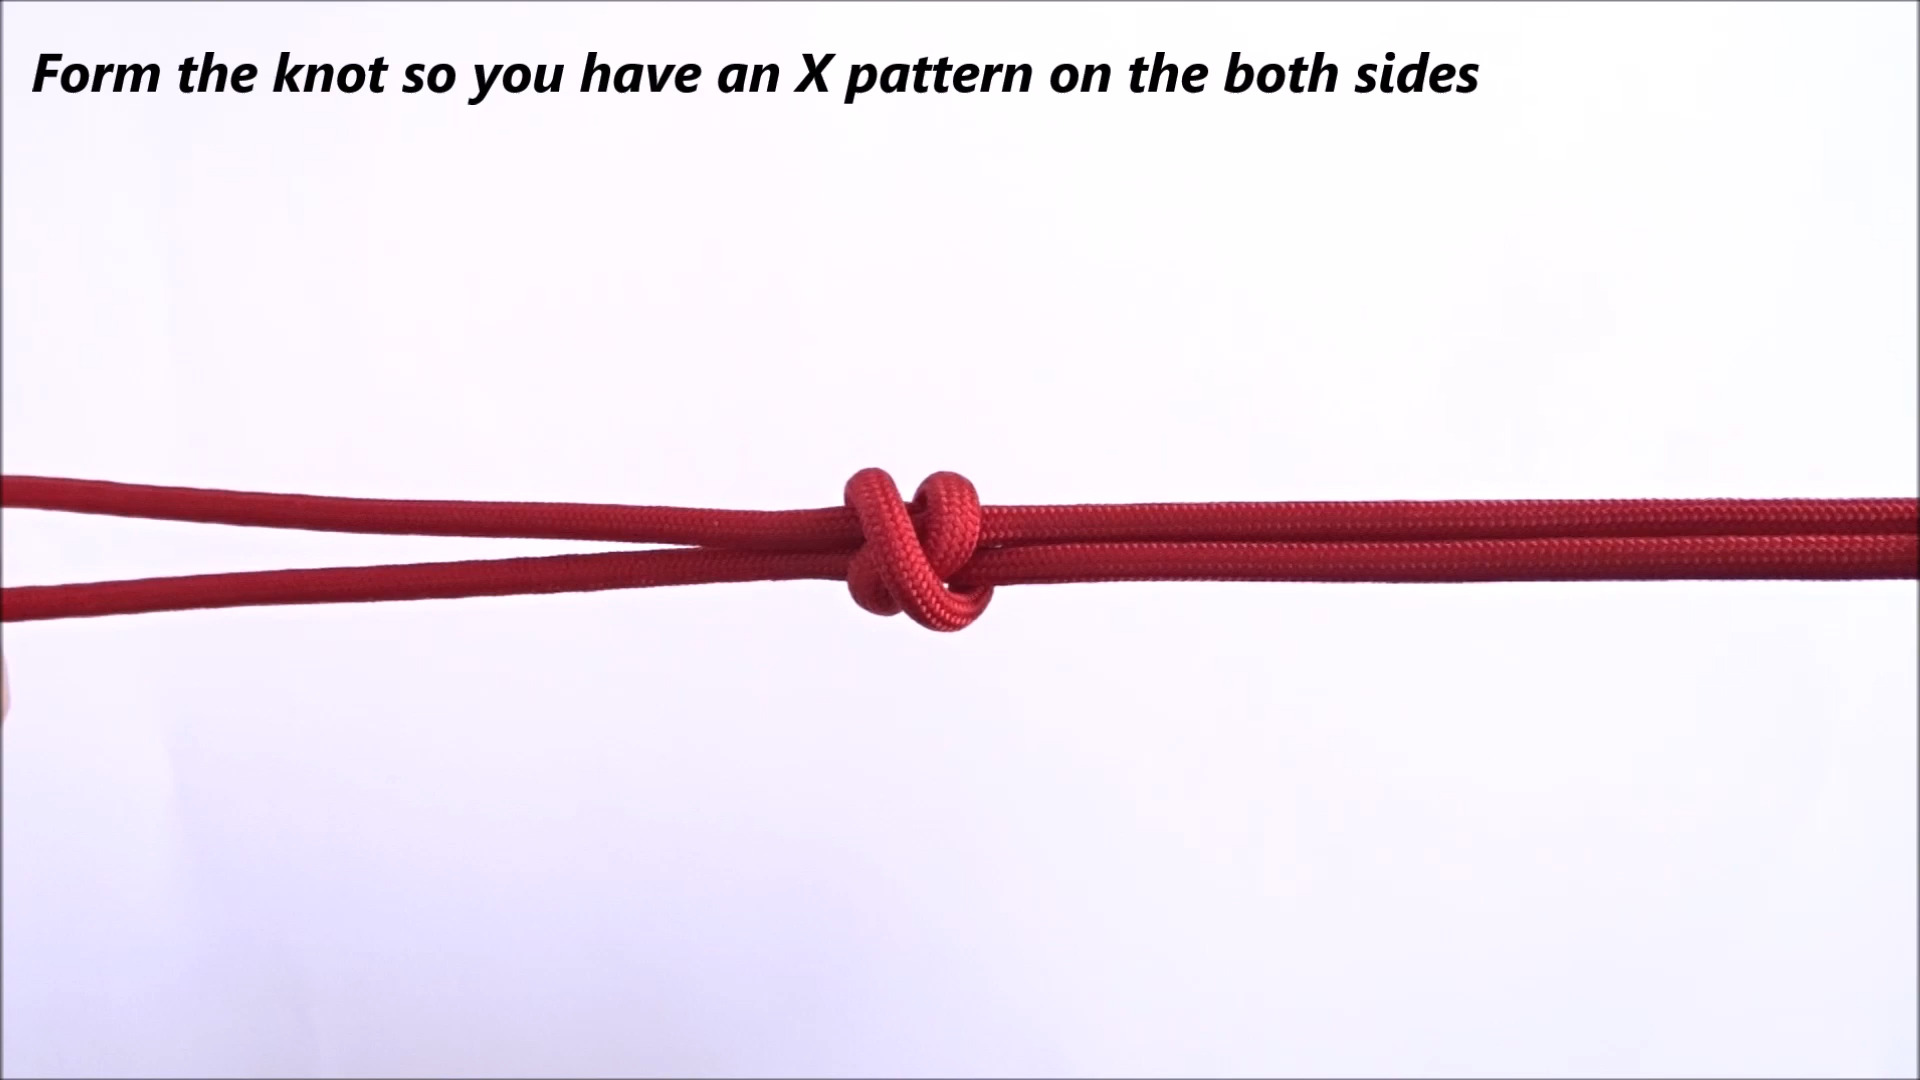 Form the knot so you have an X pattern on the both sides